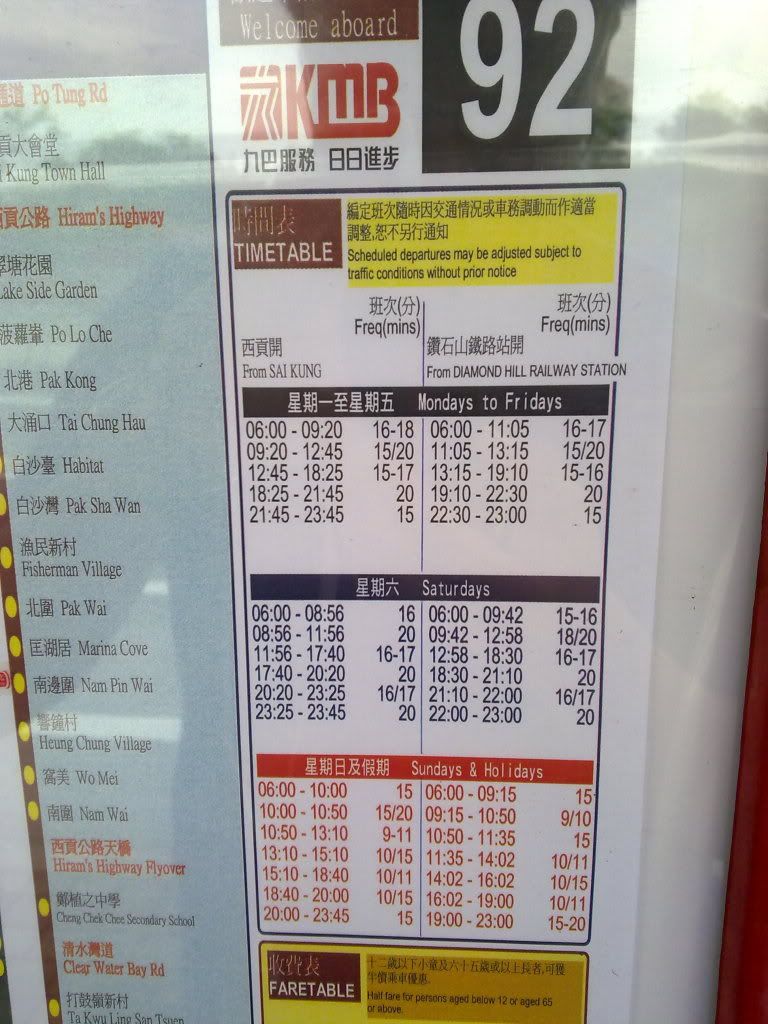 Welcome aboard
KMB
九巴服務 日日進步
92
道 Po Tung Rd
貢大會堂
Kung Town Hall
貢公路 Hiram's Highway
翠塘花園
Lake Side Garden
菠蘿輋 Po Lo Che
北港 Pak Kong
大涌口 Tai Chung Hau
白沙臺 Habitat
白沙灣 Pak Sha Wan
漁民新村
Fisherman Village
北圍 Pak Wai
匡湖居 Marina Cove
南邊圍 Nam Pin Wai
響鐘村
Heung Chung Village
窩美 Wo Mei
南圍 Nam Wai
西貢公路天橋
Hiram's Highway Flyover
鄭植之中學
Cheng Chek Chee Secondary School
清水灣道
Clear Water Bay Rd
打鼓嶺新村
Ta Kwu Ling San Tsuen
時間表
TIMETABLE
編定班次隨時因交通情況或車務調動而作適當
調整,恕不另行通知
Scheduled departures may be adjusted subject to
traffic conditions without prior notice
班次(分) 班次(分)
Freq(mins) Freq(mins)
西貢開 鑽石山鐵路站開
From SAI KUNG From DIAMOND HILL RAILWAY STATION
星期一至星期五 Mondays to Fridays
06:00 - 09:20 16-18 06:00 - 11:05 16-17
09:20 - 12:45 15/20 11:05 - 13:15 15/20
12:45 - 18:25 15-17 13:15 - 19:10 15-16
18:25 - 21:45 20 19:10 - 22:30 20
21:45 - 23:45 15 22:30 - 23:00 15
星期六 Saturdays
06:00 - 08:56 16 06:00 - 09:42 15-16
08:56 - 11:56 20 09:42 - 12:58 18/20
11:56 - 17:40 16-17 12:58 - 18:30 16-17
17:40 - 20:20 20 18:30 - 21:10 20
20:20 - 23:25 16/17 21:10 - 22:00 16/17
23:25 - 23:45 20 22:00 - 23:00 20
星期日及假期 Sundays & Holidays
06:00 - 10:00 15 06:00 - 09:15 15
10:00 - 10:50 15/20 09:15 - 10:50 9/10
10:50 - 13:10 9-11 10:50 - 11:35 15
13:10 - 15:10 10/15 11:35 - 14:02 10/11
15:10 - 18:40 10/11 14:02 - 16:02 10/15
18:40 - 20:00 10/15 16:02 - 19:00 10/11
20:00 - 23:45 15 19:00 - 23:00 15-20
收費表
FARETABLE
十二歲以下小童及六十五歲或以上長者,可獲
半價乘車優惠.
Half fare for persons aged below 12 or aged 65
or above.